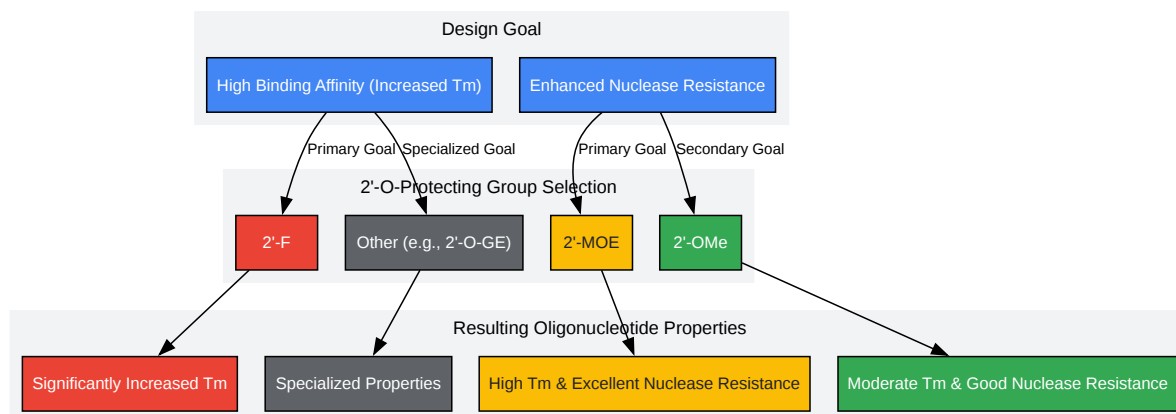 Design Goal
High Binding Affinity (Increased Tm)
Enhanced Nuclease Resistance
Primary Goal
Specialized Goal
Primary Goal
Secondary Goal
2'-O-Protecting Group Selection
2'-F
Other (e.g., 2'-O-GE)
2'-MOE
2'-OMe
Resulting Oligonucleotide Properties
Significantly Increased Tm
Specialized Properties
High Tm & Excellent Nuclease Resistance
Moderate Tm & Good Nuclease Resistance